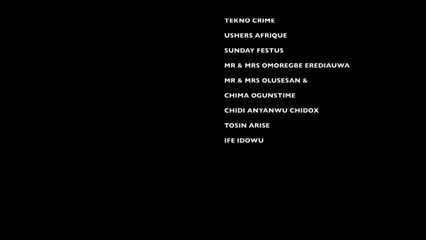 TEKNO CRIME
USHERS AFRIQUE
SUNDAY FESTUS
MR & MRS OMOREGBE EREDIAUWA
MR & MRS OLUSESAN &
CHIMA OGUNSTIME
CHIDI ANYANWU CHIDOX
TOSIN ARISE
IFE IDOWU